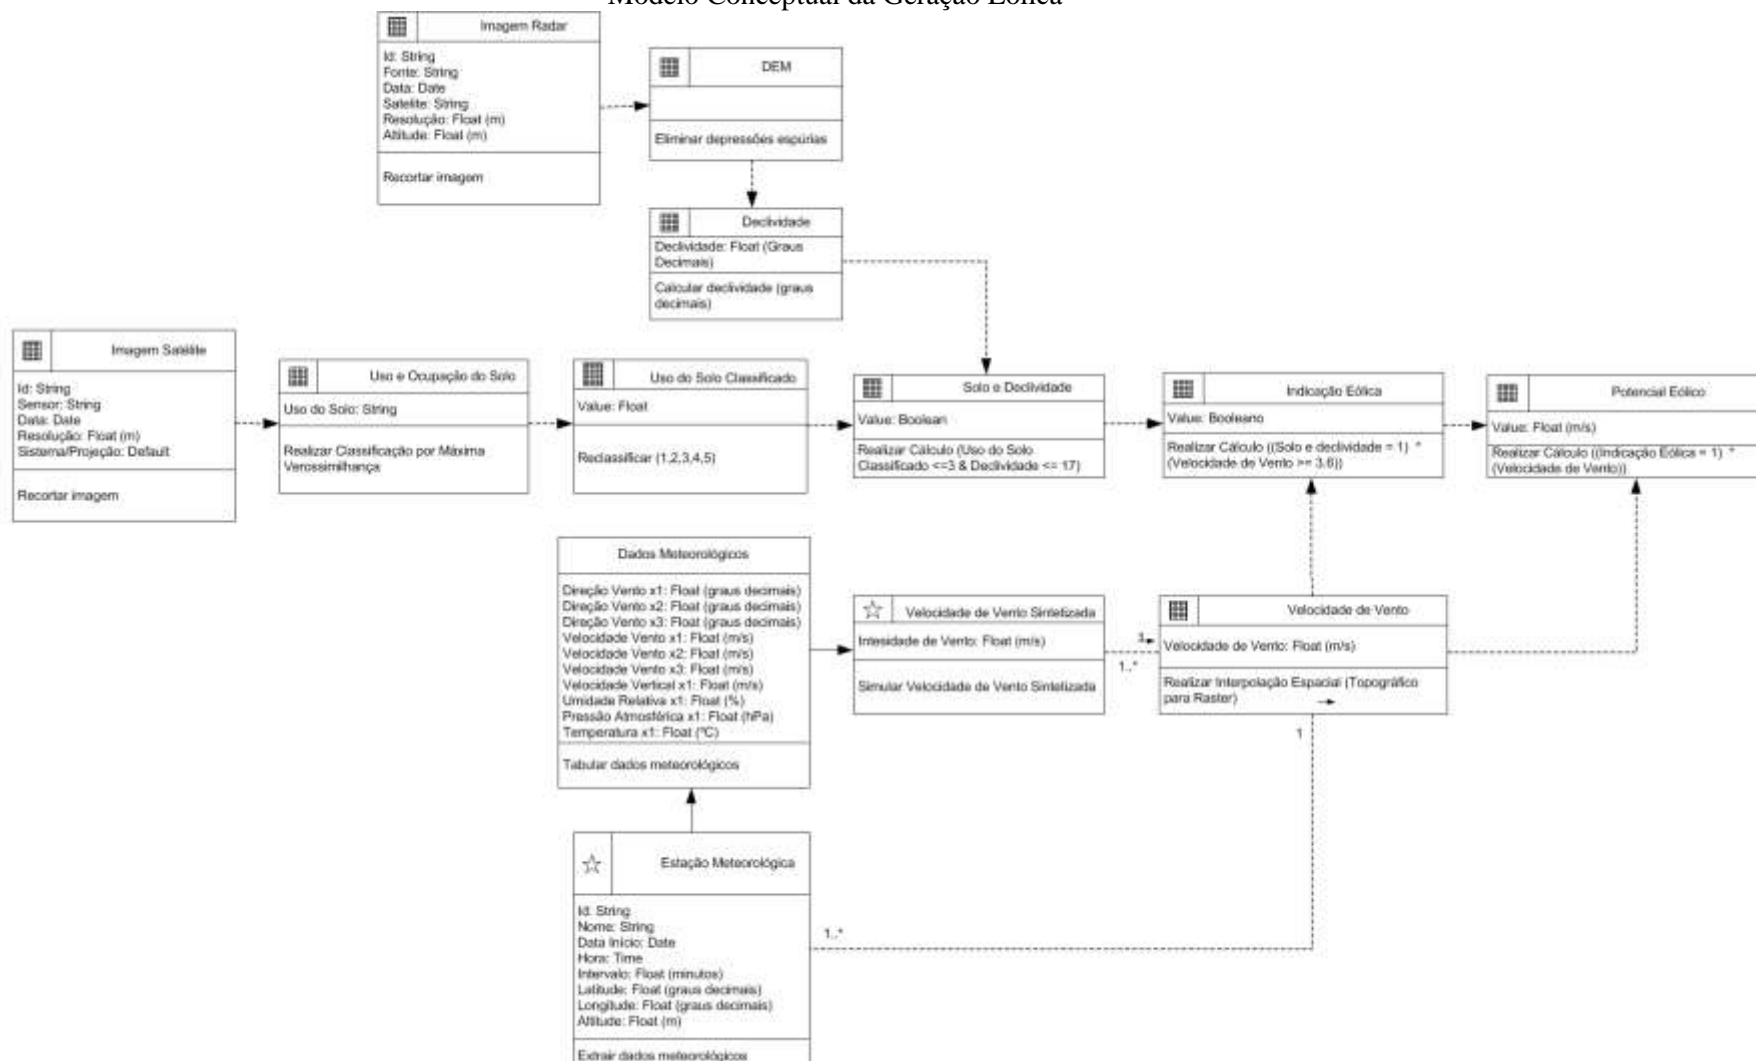 Modelo Conceptual da Geração Eólica
Imagem Radar
Id: String
Fonte: String
Data: Date
Satelite: String
Resolução: Float (m)
Altitude: Float (m)
Recortar imagem
DEM
Eliminar depressões espúrias
Declividade
Declividade: Float (Graus
Decimais)
Calcular declividade (graus
decimais)
Imagem Satélite
Id: String
Sensor: String
Data: Date
Resolução: Float (m)
Sistema/Projeção: Default
Recortar imagem
Uso e Ocupação do Solo
Uso do Solo: String
Realizar Classificação por Máxima
Verossimilhança
Uso do Solo Classificado
Value: Float
Reclassificar (1,2,3,4,5)
Solo e Declividade
Value: Boolean
Realizar Cálculo (Uso do Solo
Classificado <=3 & Declividade <= 17)
Indicação Eólica
Value: Booleano
Realizar Cálculo ((Solo e declividade = 1) *
(Velocidade de Vento >= 3,6))
Potencial Eólico
Value: Float (m/s)
Realizar Cálculo ((Indicação Eólica = 1) *
(Velocidade de Vento))
Dados Meteorológicos
Direção Vento x1: Float (graus decimais)
Direção Vento x2: Float (graus decimais)
Direção Vento x3: Float (graus decimais)
Velocidade Vento x1: Float (m/s)
Velocidade Vento x2: Float (m/s)
Velocidade Vento x3: Float (m/s)
Velocidade Vertical x1: Float (m/s)
Umidade Relativa x1: Float (%)
Pressão Atmosférica x1: Float (hPa)
Temperatura x1: Float (ºC)
Tabular dados meteorológicos
Velocidade de Vento Sintetizada
Intesidade de Vento: Float (m/s)
Simular Velocidade de Vento Sintetizada
1..*
Velocidade de Vento
Velocidade de Vento: Float (m/s)
Realizar Interpolação Espacial (Topográfico
para Raster)
1
Estação Meteorológica
Id: String
Nome: String
Data Início: Date
Hora: Time
Intervalo: Float (minutos)
Latitude: Float (graus decimais)
Longitude: Float (graus decimais)
Altitude: Float (m)
Extrair dados meteorológicos
1..*